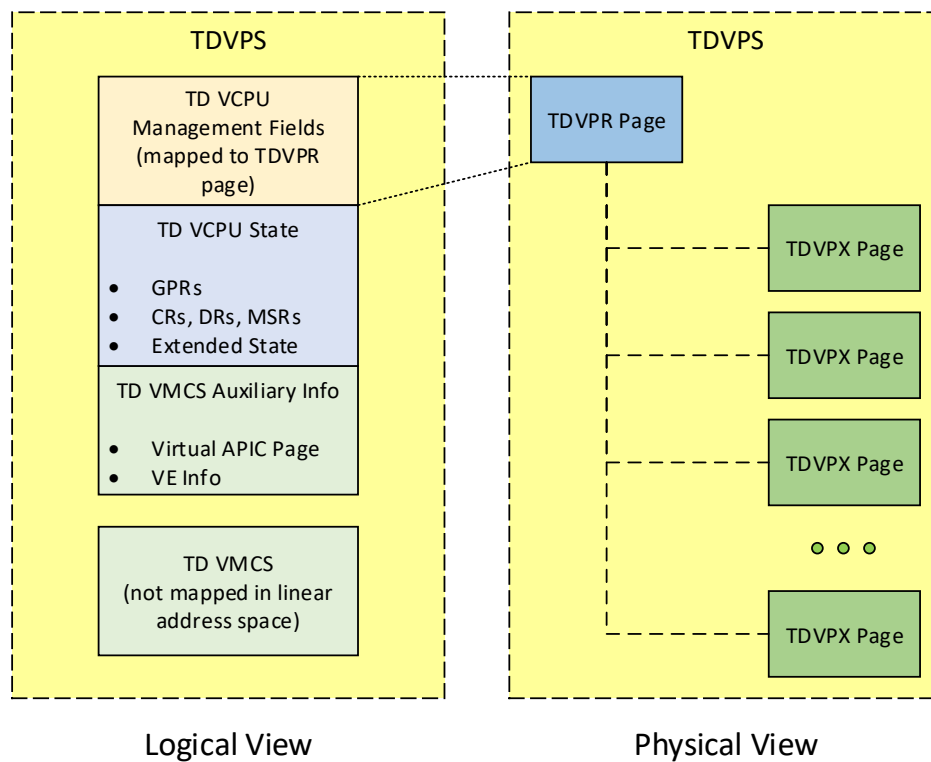 TDVPS
TD VCPU
Management Fields
(mapped to TDVPR
page)
TD VCPU State
• GPRs
• CRs, DRs, MSRs
• Extended State
TD VMCS Auxiliary Info
• Virtual APIC Page
• VE Info
TD VMCS
(not mapped in linear
address space)
Logical View
TDVPS
TDVPR Page
TDVPX Page
TDVPX Page
TDVPX Page
TDVPX Page
Physical View